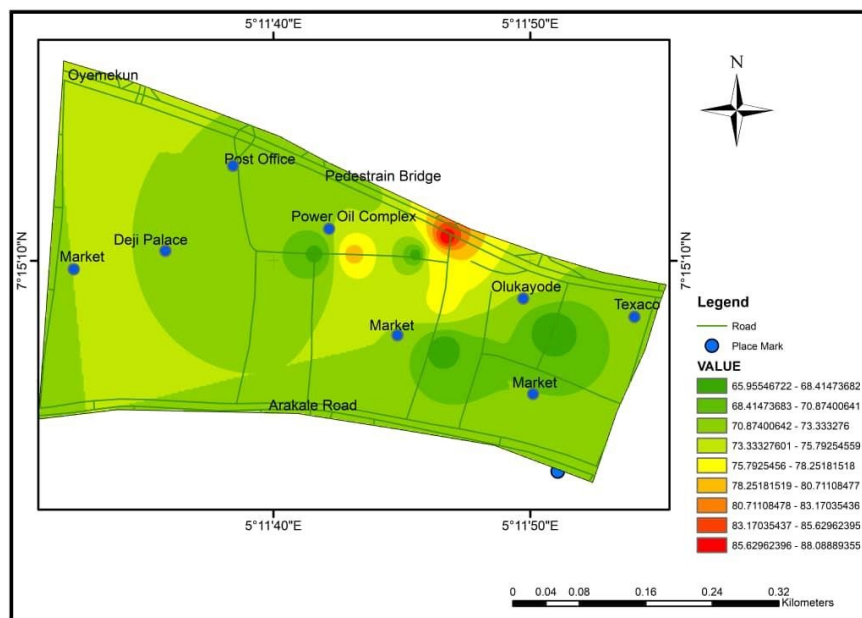 5°11'40"E
5°11'50"E
Oyemekun
N
Post Office
Pedestrain Bridge
Power Oil Complex
Deji Palace
7°15'10"N
7°15'10"N
Market
Olukayode
Texaco
Market
Market
Arakale Road
5°11'40"E
5°11'50"E
Legend
Road
Place Mark
VALUE
65.95546722 - 68.41473682
68.41473683 - 70.87400641
70.87400642 - 73.333276
73.33327601 - 75.79254559
75.7925456 - 78.25181518
78.25181519 - 80.71108477
80.71108478 - 83.17035436
83.17035437 - 85.62962395
85.62962396 - 88.08889355
0 0.04 0.08 0.16 0.24 0.32
Kilometers